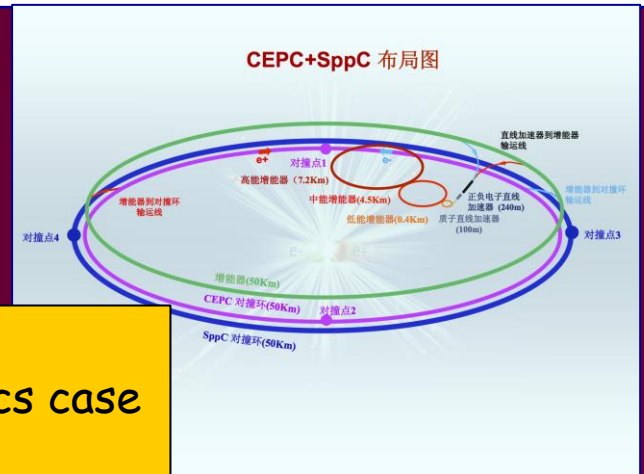 CEPC+SppC 布局图
直线加速器到增能器
输运线
e+
e-
对撞点1
高能增能器（7.2Km)
中能增能器(4.5Km)
正负电子直线
加速器 (240m)
增能器到对撞环
输运线
增能器到对撞环
输运线
低能增能器(0.4Km)
质子直线加速器
(100m)
对撞点4
对撞点3
增能器(50Km)
CEPC 对撞环(50Km)
对撞点2
SppC 对撞环(50Km)
cs case